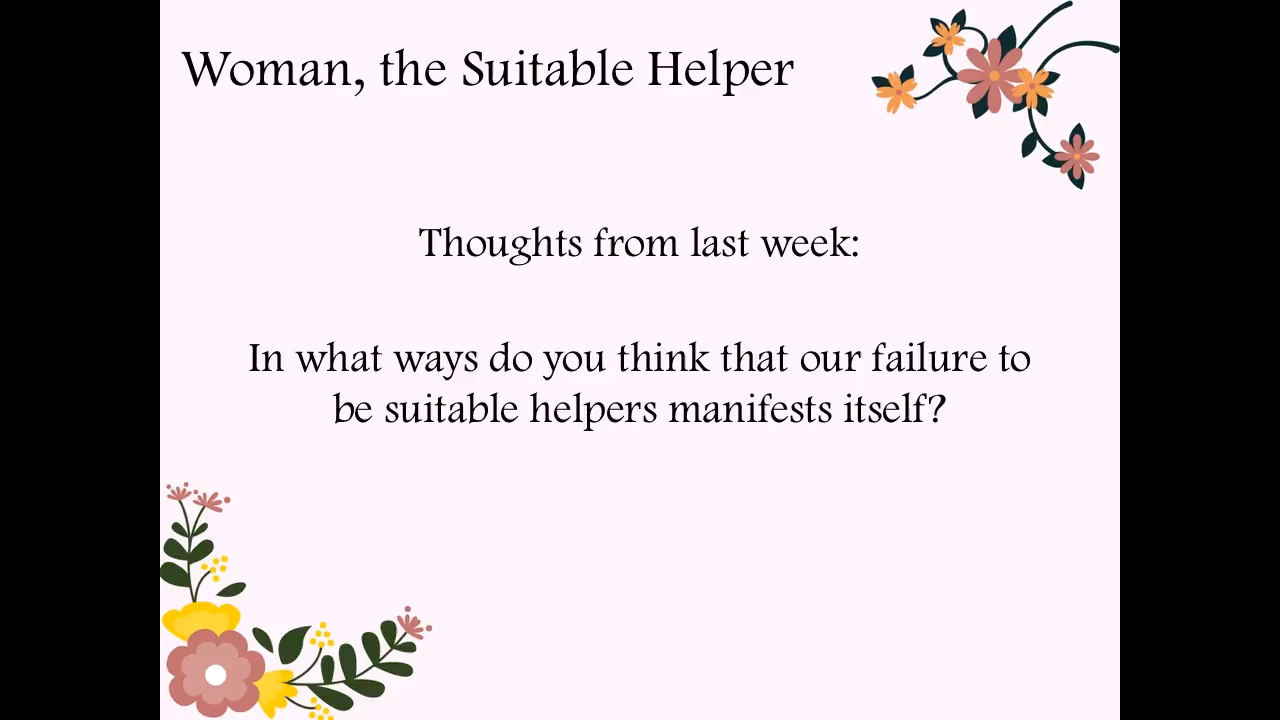 Woman, the Suitable Helper
Thoughts from last week:
In what ways do you think that our failure to
be suitable helpers manifests itself?